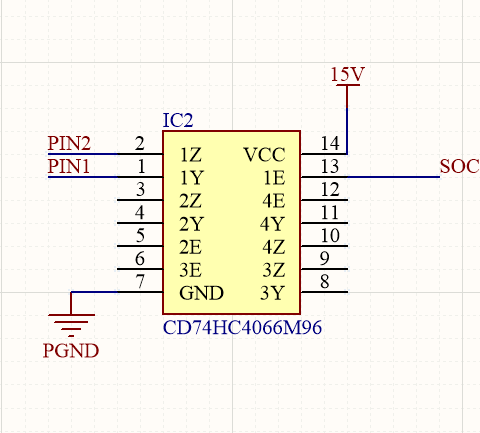 15V
IC2
PIN2 2 1Z VCC 14
PIN1 1 1Y 1E 13 SOC
3 2Z 4E 12
4 2Y 4Y 11
5 2E 4Z 10
6 3E 3Z 9
7 GND 3Y 8
CD74HC4066M96
PGND